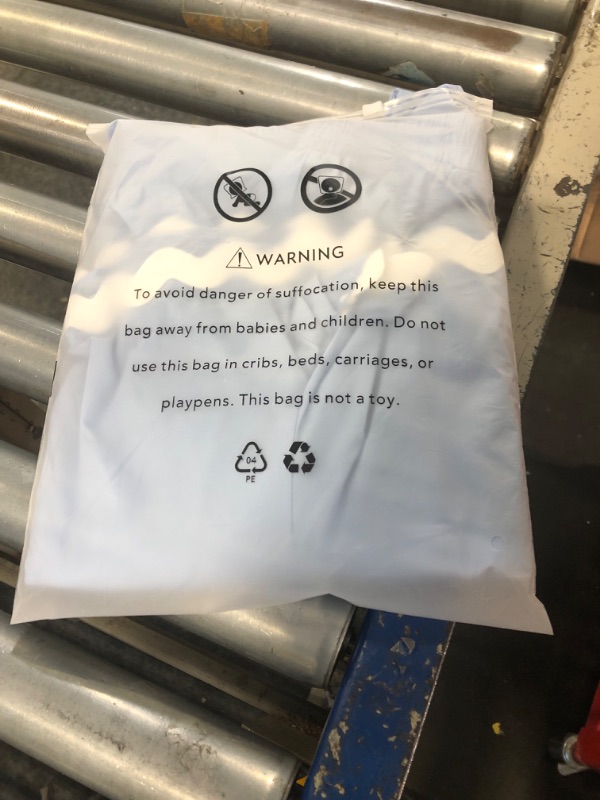 WARNING
To avoid danger of suffocation, keep this
bag away from babies and children. Do not
use this bag in cribs, beds, carriages, or
playpens. This bag is not a toy.
04
PE